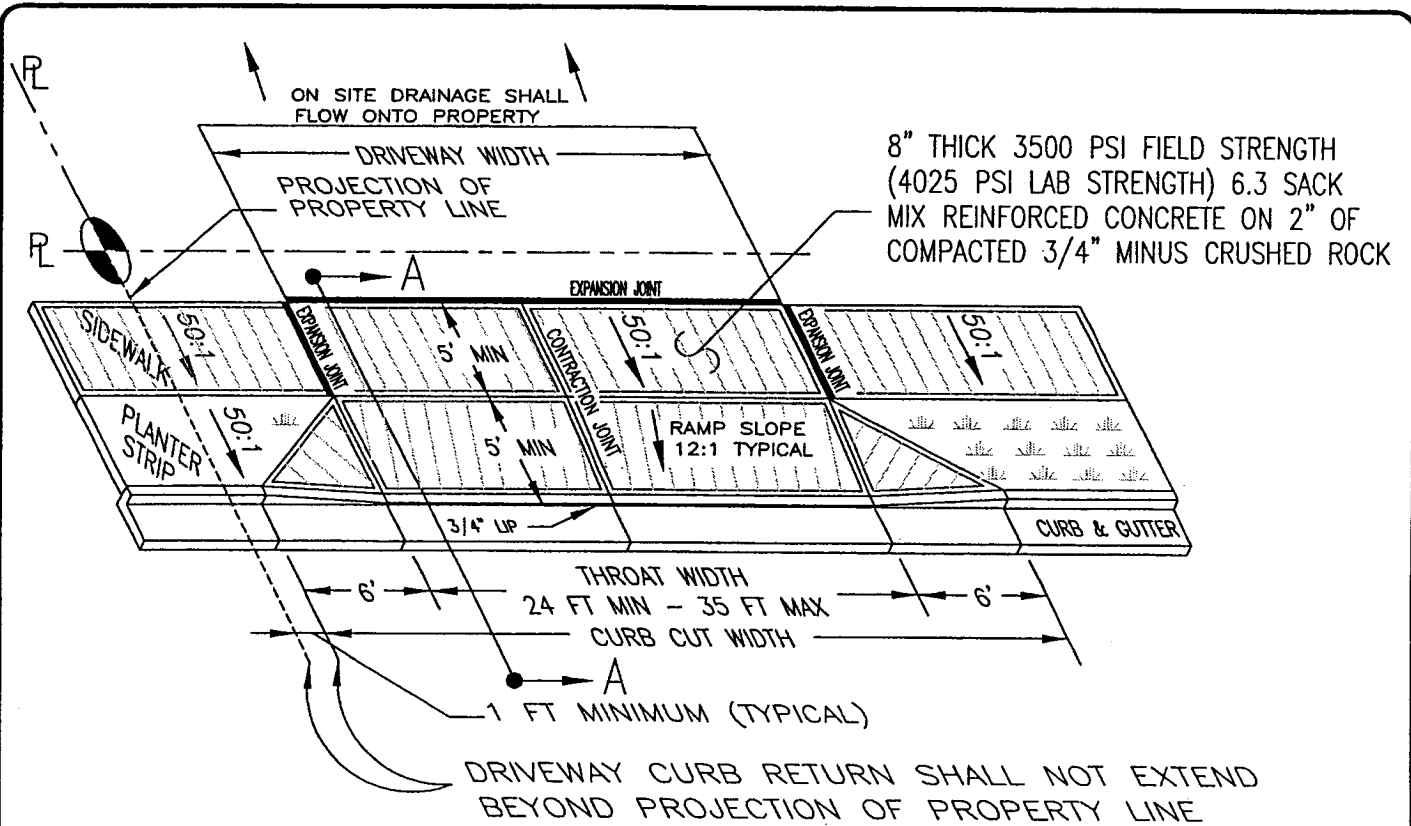 PL
ON SITE DRAINAGE SHALL
FLOW ONTO PROPERTY
DRIVEWAY WIDTH
PROJECTION OF
PROPERTY LINE
8" THICK 3500 PSI FIELD STRENGTH
(4025 PSI LAB STRENGTH) 6.3 SACK
MIX REINFORCED CONCRETE ON 2" OF
COMPACTED 3/4" MINUS CRUSHED ROCK
PL
A
EXPANSION JOINT
SIDEWALK
50:1
EXPANSION JOINT
5' MIN
CONTRACTION JOINT
50:1
EXPANSION JOINT
50:1
PLANTER
STRIP
50:1
5' MIN
RAMP SLOPE
12:1 TYPICAL
3/4" LIP
CURB & GUTTER
6'
THROAT WIDTH
24 FT MIN - 35 FT MAX
6'
CURB CUT WIDTH
A
1 FT MINIMUM (TYPICAL)
DRIVEWAY CURB RETURN SHALL NOT EXTEND
BEYOND PROJECTION OF PROPERTY LINE